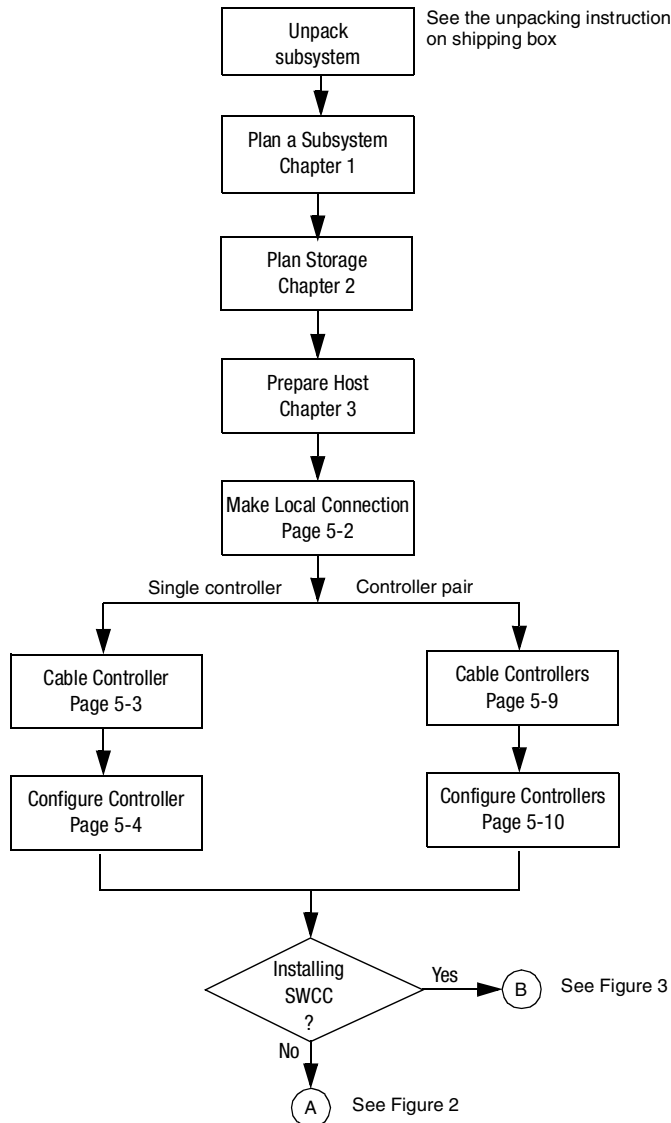 Unpack
subsystem
See the unpacking instruction
on shipping box
Plan a Subsystem
Chapter 1
Plan Storage
Chapter 2
Prepare Host
Chapter 3
Make Local Connection
Page 5-2
Single controller
Controller pair
Cable Controller
Page 5-3
Cable Controllers
Page 5-9
Configure Controller
Page 5-4
Configure Controllers
Page 5-10
Installing
SWCC
?
Yes
B
See Figure 3
No
A
See Figure 2